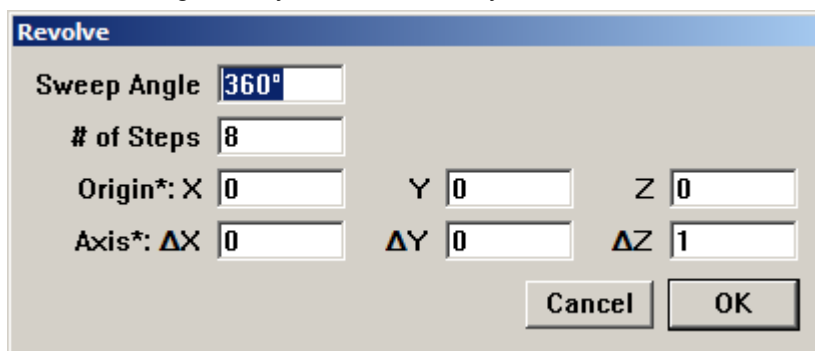 Revolve
Sweep Angle 360°
# of Steps 8
Origin*: X 0 Y 0 Z 0
Axis*: ΔX 0 ΔY 0 ΔZ 1
Cancel OK